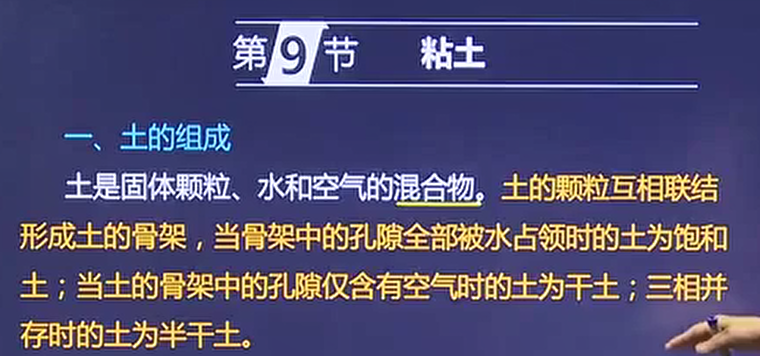 第9节 粘土
一、土的组成
土是固体颗粒、水和空气的混合物。土的颗粒互相联结
形成土的骨架，当骨架中的孔隙全部被水占领时的土为饱和
土；当土的骨架中的孔隙仅含有空气时的土为干土；三相并
存时的土为半干土。